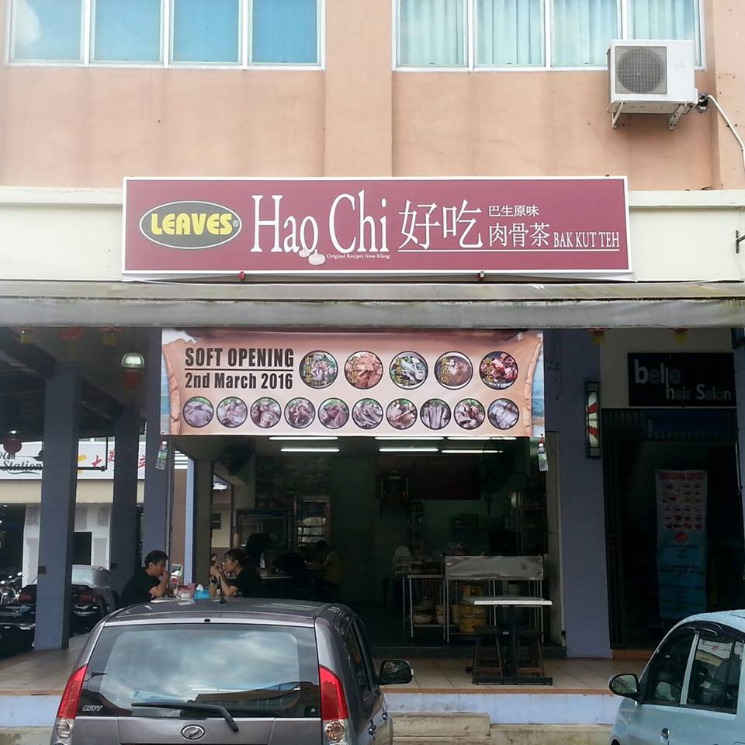 LEAVES®
Hao Chi 好吃
巴生原味
肉骨茶 BAK KUT TEH
Original Recipes from Klang
SOFT OPENING
2nd March 2016
belle
hair Salon
Station